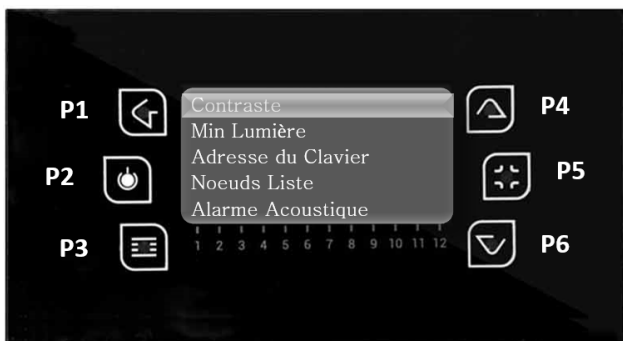 P1
P2
P3
Contraste
Min Lumière
Adresse du Clavier
Noeuds Liste
Alarme Acoustique
1 2 3 4 5 6 7 8 9 10 11 12
P4
P5
P6